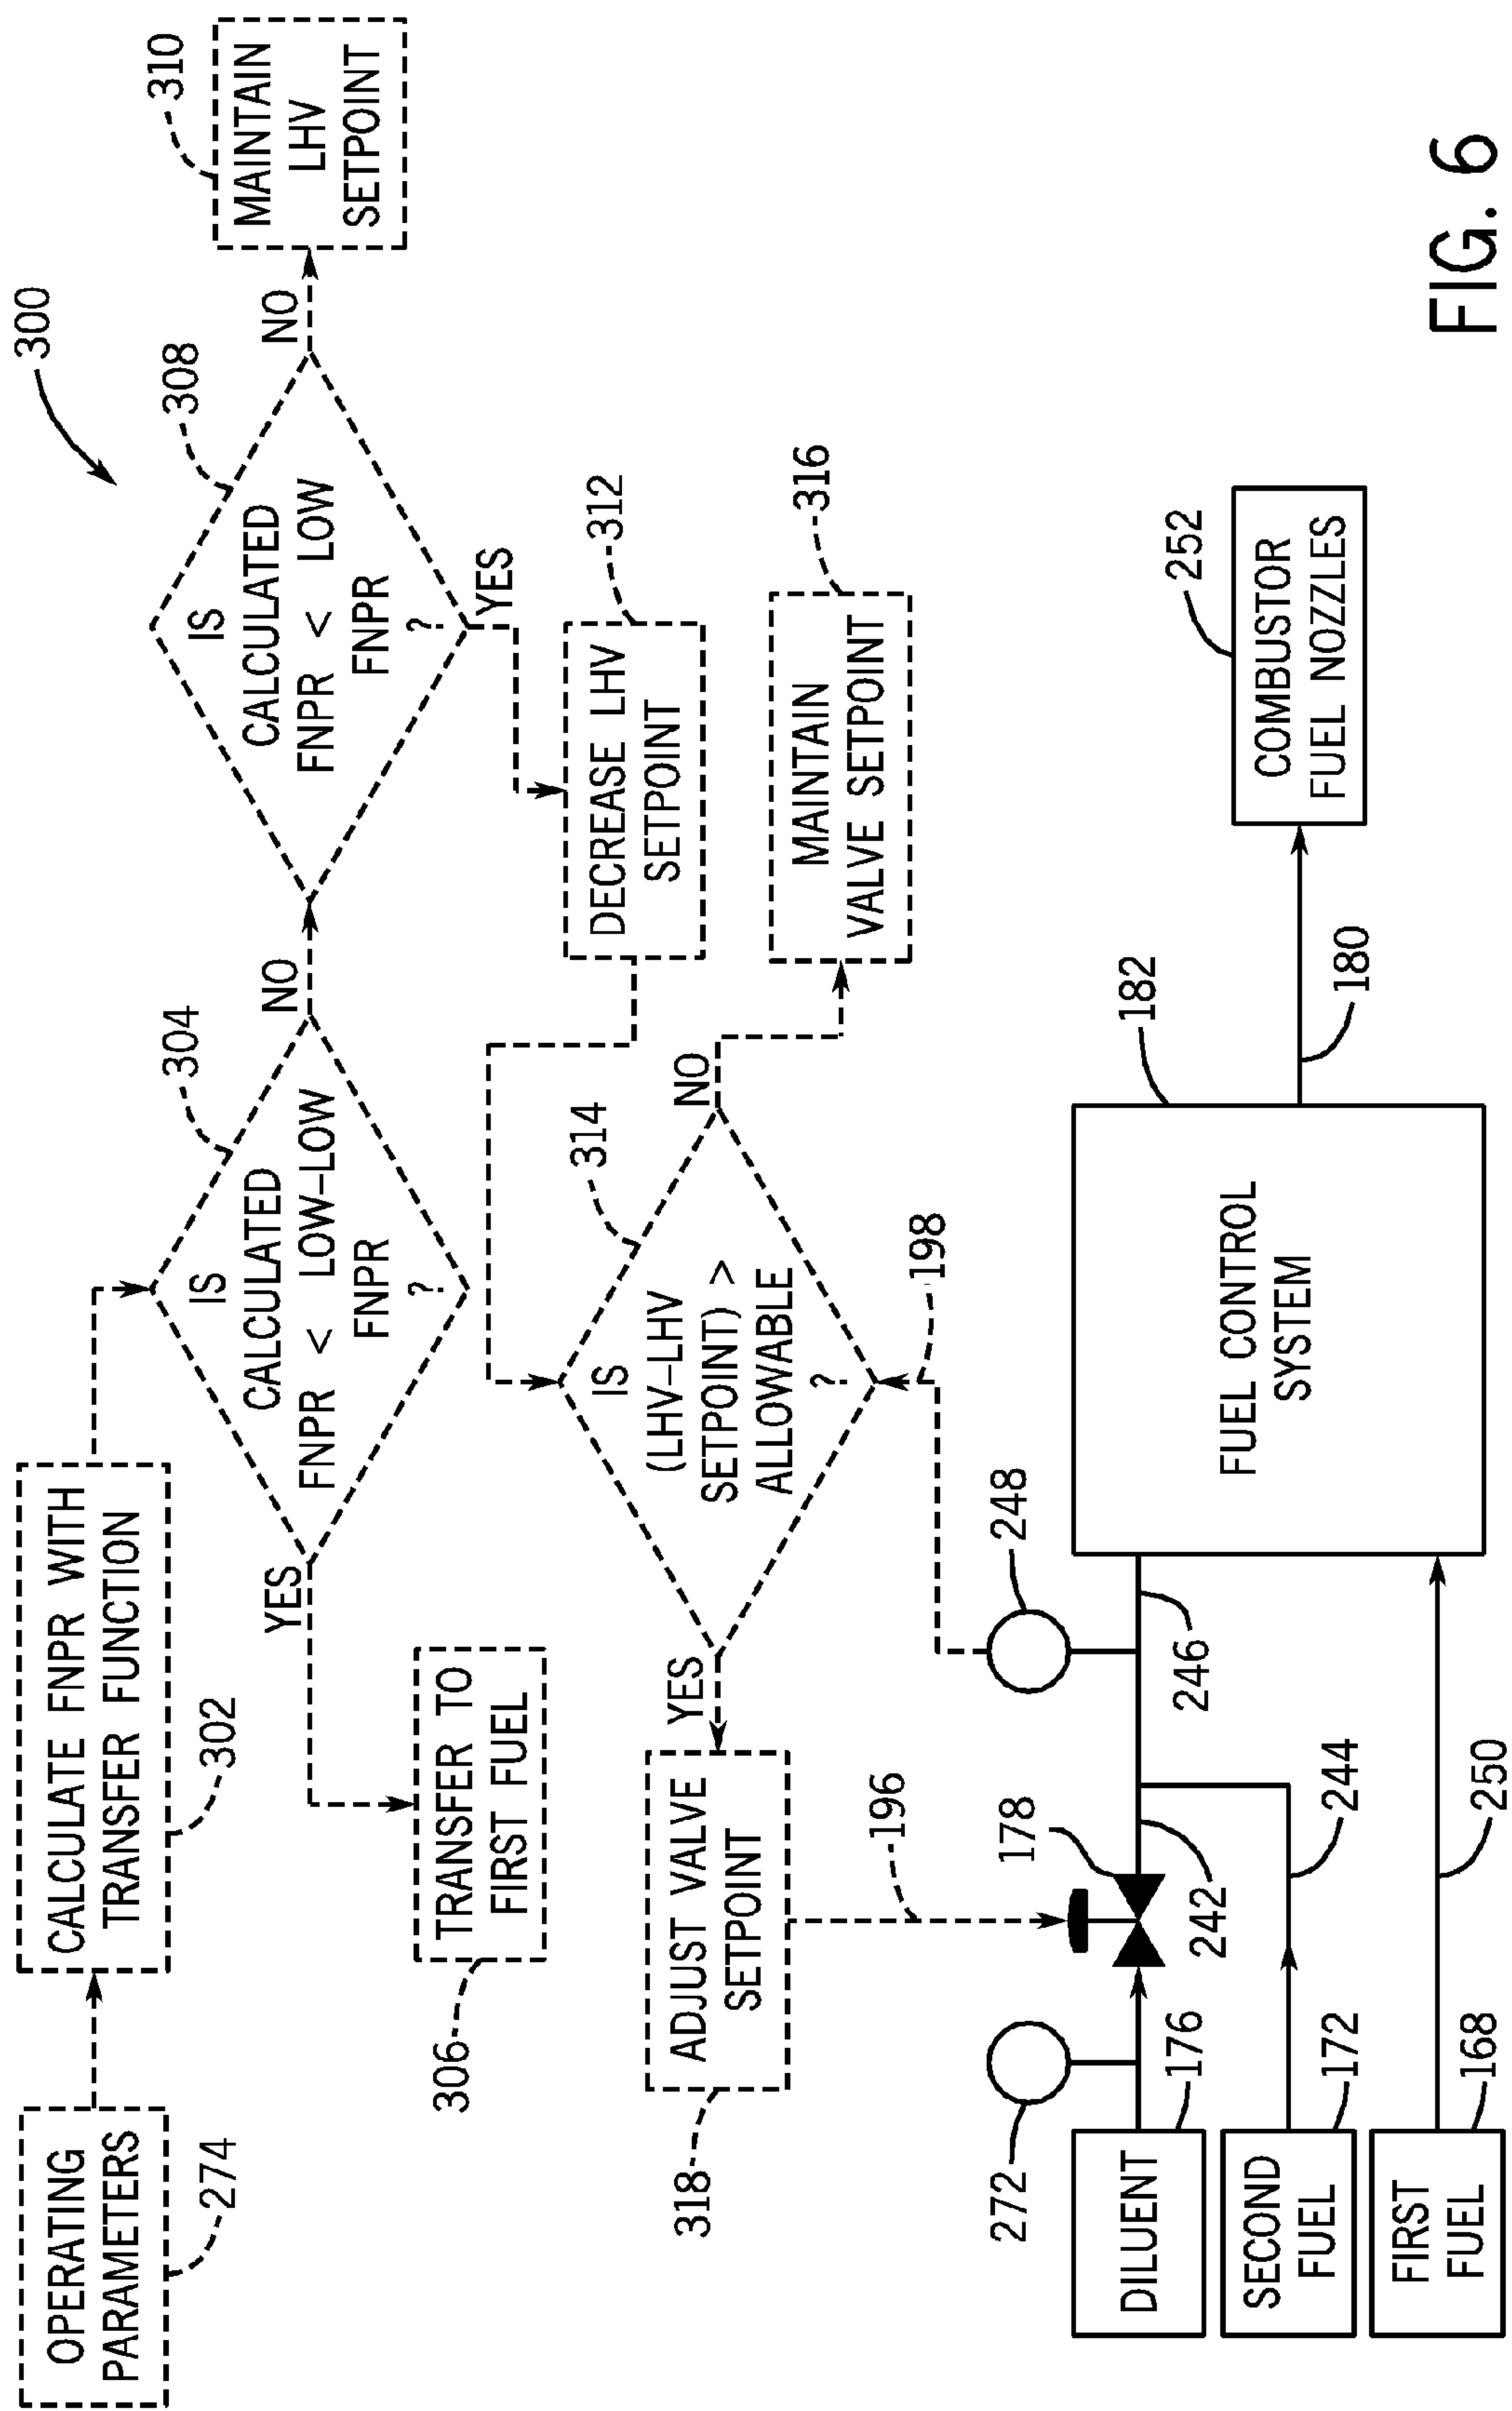 300
OPERATING
PARAMETERS
274
CALCULATE FNPR WITH
TRANSFER FUNCTION
302
IS
CALCULATED
FNPR < LOW-LOW
FNPR
?
304
YES
NO
TRANSFER TO
FIRST FUEL
306
IS
CALCULATED
FNPR < LOW
FNPR
?
308
NO
YES
MAINTAIN
LHV
SETPOINT
310
DECREASE LHV
SETPOINT
312
IS
(LHV-LHV
SETPOINT) >
ALLOWABLE
?
314
NO
YES
MAINTAIN
VALVE SETPOINT
316
ADJUST VALVE
SETPOINT
318
196
198
272
178
248
DILUENT
176
242
246
SECOND
FUEL
172
244
FIRST
FUEL
168
250
FUEL CONTROL
SYSTEM
182
180
COMBUSTOR
FUEL NOZZLES
252
FIG. 6